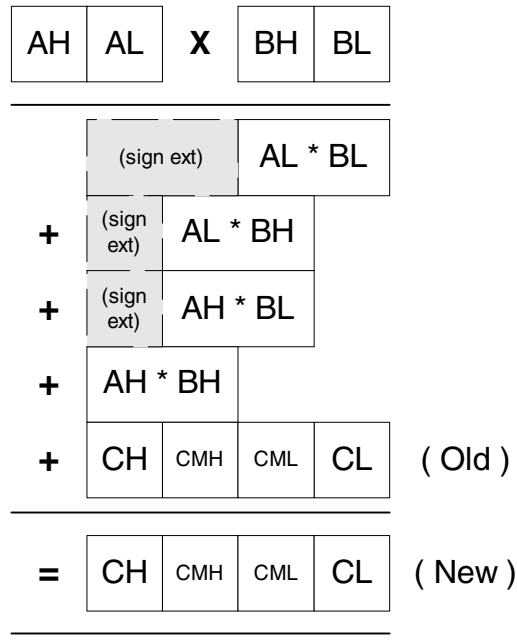 AH AL X BH BL
(sign ext) AL * BL
+ (sign ext) AL * BH
+ (sign ext) AH * BL
+ AH * BH
+ CH CMH CML CL ( Old )
= CH CMH CML CL ( New )